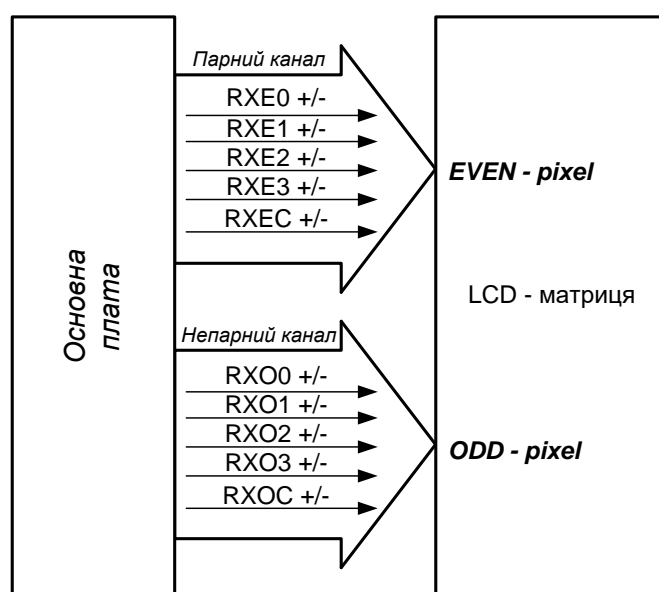 Основна
плата
Парний канал
RXE0 +/-
RXE1 +/-
RXE2 +/-
RXE3 +/-
RXEC +/-
EVEN - pixel
LCD - матриця
Непарний канал
RXO0 +/-
RXO1 +/-
RXO2 +/-
RXO3 +/-
RXOC +/-
ODD - pixel